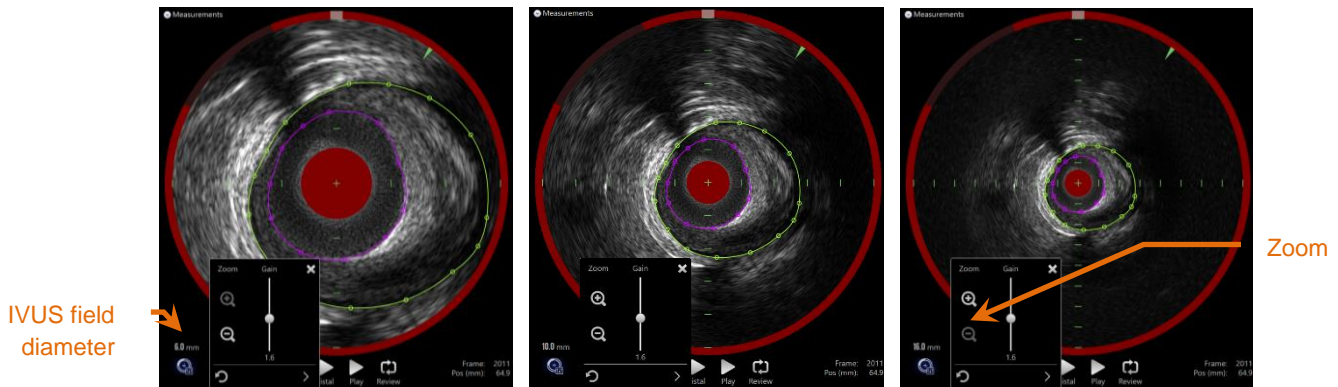 Measurements
Zoom Gain
1.6
6.0 mm
istal Play Review
Frame: 2011
Pos (mm): 64.9
IVUS field
diameter
Measurements
Zoom Gain
1.6
10.0 mm
istal Play Review
Frame: 2011
Pos (mm): 64.9
Measurements
Zoom Gain
1.6
16.0 mm
istal Play Review
Frame: 2011
Pos (mm): 64.9
Zoom